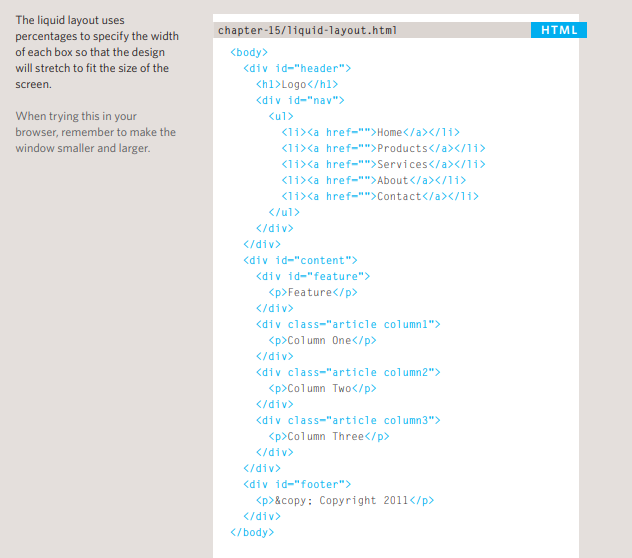 The liquid layout uses
percentages to specify the width
of each box so that the design
will stretch to fit the size of the
screen.
When trying this in your
browser, remember to make the
window smaller and larger.
chapter-15/liquid-layout.html HTML
<body>
<div id="header">
<h1>Logo</h1>
<div id="nav">
<ul>
<li><a href="">Home</a></li>
<li><a href="">Products</a></li>
<li><a href="">Services</a></li>
<li><a href="">About</a></li>
<li><a href="">Contact</a></li>
</ul>
</div>
</div>
<div id="content">
<div id="feature">
<p>Feature</p>
</div>
<div class="article column1">
<p>Column One</p>
</div>
<div class="article column2">
<p>Column Two</p>
</div>
<div class="article column3">
<p>Column Three</p>
</div>
</div>
<div id="footer">
<p>&copy; Copyright 2011</p>
</div>
</body>